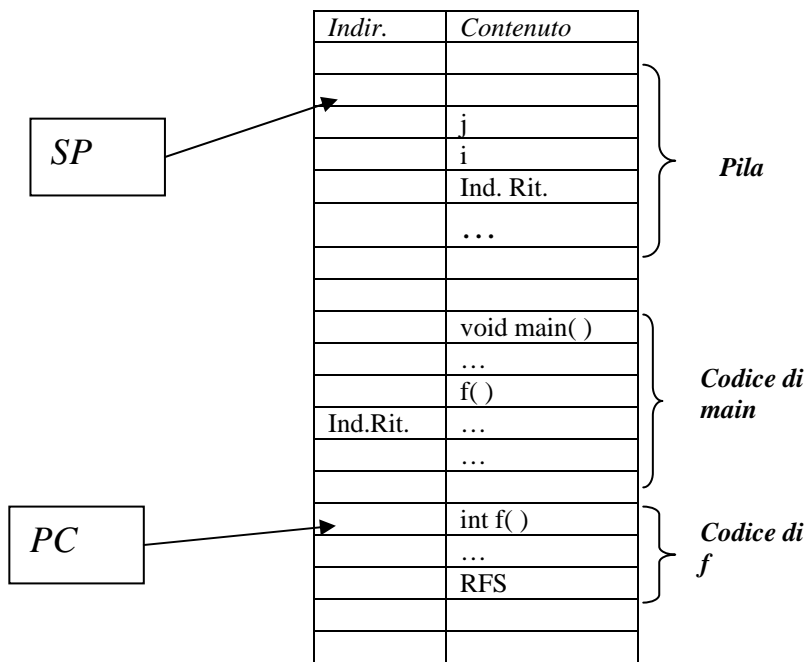 Indir. Contenuto
SP
j
i
Ind. Rit.
...
Pila
void main( )
…
f( )
Ind.Rit. …
…
Codice di
main
PC
int f( )
…
RFS
Codice di
f